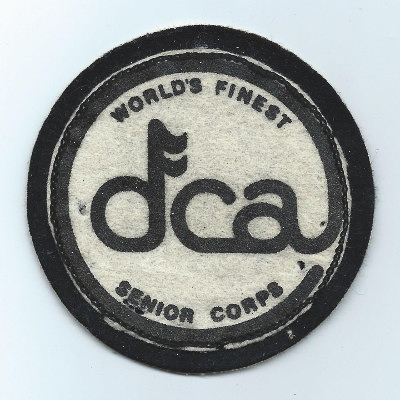 WORLD'S FINEST
dca
SENIOR CORPS